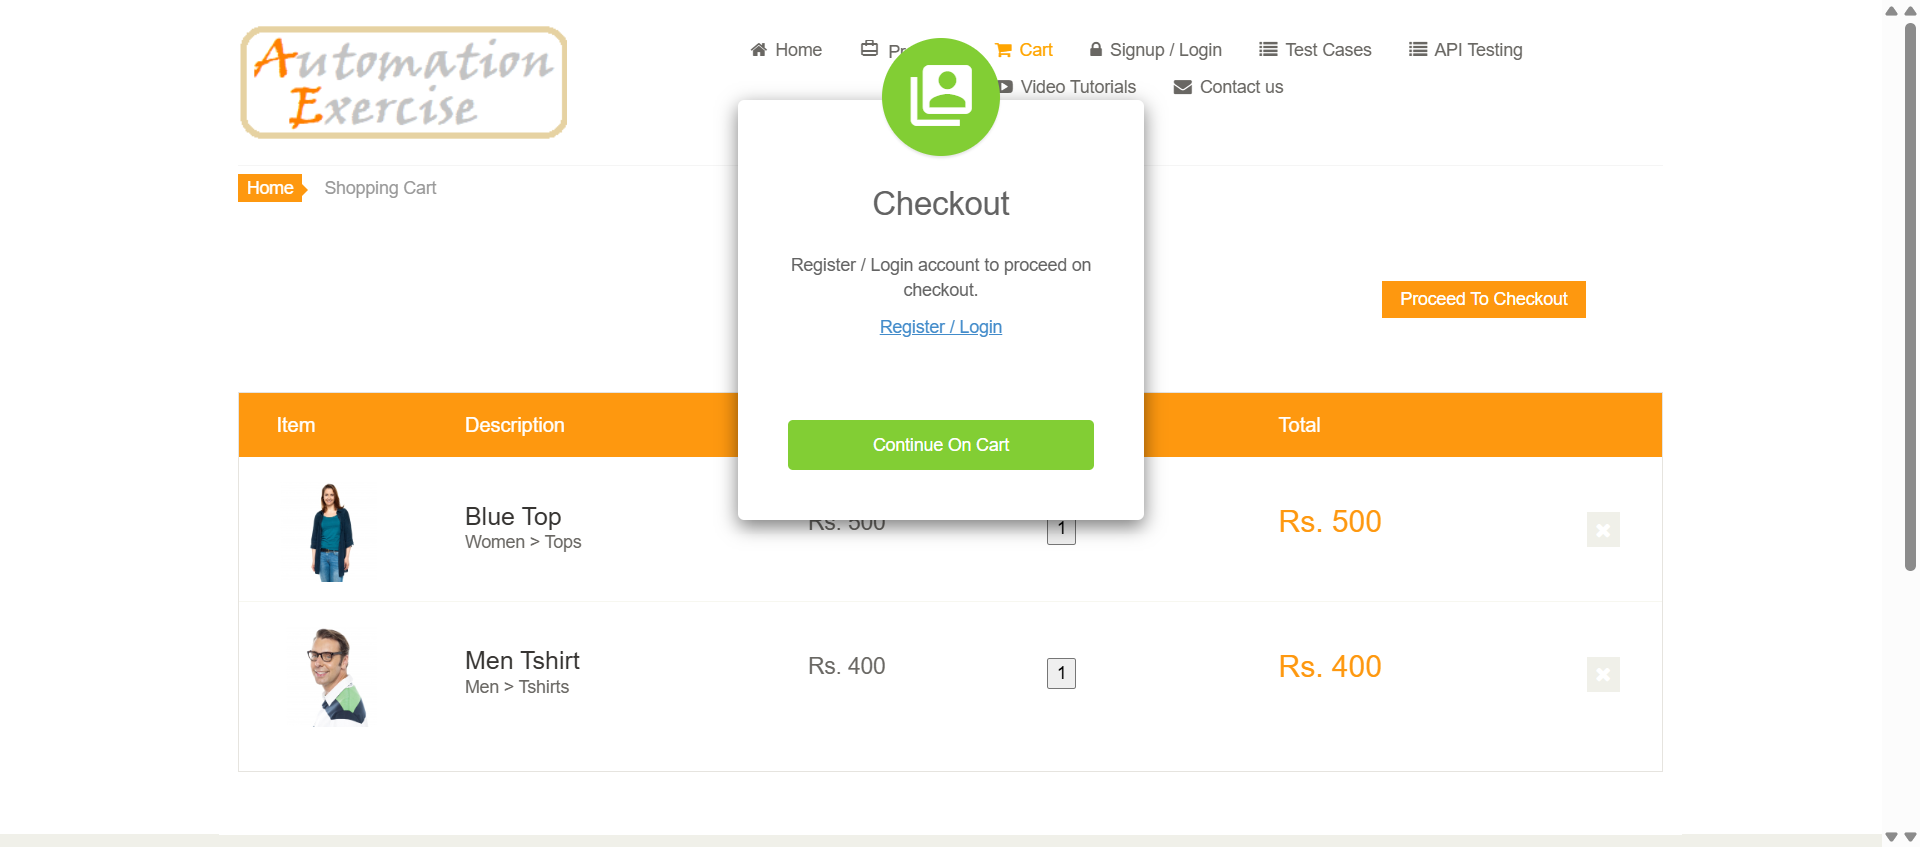 Automation
Exercise
Home
Cart
Signup / Login
Test Cases
API Testing
Video Tutorials
Contact us
Home
Shopping Cart
Checkout
Register / Login account to proceed on
checkout.
Register / Login
Continue On Cart
Proceed To Checkout
Item Description Total
Blue Top
Women > Tops
Rs. 500
1
Rs. 500
Men Tshirt
Men > Tshirts
Rs. 400
1
Rs. 400